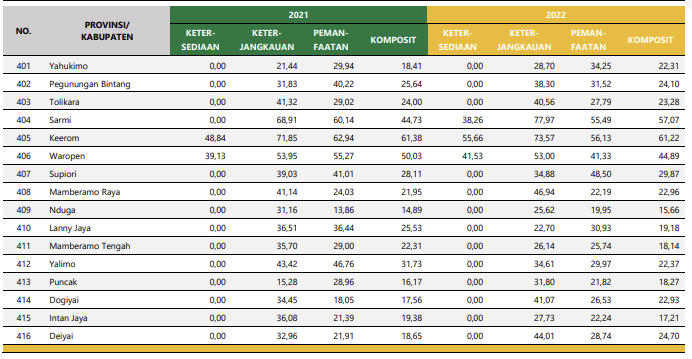 2021 2022
NO. PROVINSI/ KABUPATEN KETER- SEDIAAN KETER- JANGKAUAN PEMAN- FAATAN KOMPOSIT KETER- SEDIAAN KETER- JANGKAUAN PEMAN- FAATAN KOMPOSIT
401 Yahukimo 0,00 21,44 29,94 18,41 0,00 28,70 34,25 22,31
402 Pegunungan Bintang 0,00 31,83 40,22 25,64 0,00 38,30 31,52 24,10
403 Tolikara 0,00 41,32 29,02 24,00 0,00 40,56 27,79 23,28
404 Sarmi 0,00 68,91 60,14 44,73 38,26 77,97 55,49 57,07
405 Keerom 48,84 71,85 62,94 61,38 55,66 73,57 56,13 61,22
406 Waropen 39,13 53,95 55,27 50,03 41,53 53,00 41,33 44,89
407 Supiori 0,00 39,03 41,01 28,11 0,00 34,88 48,50 29,87
408 Mamberamo Raya 0,00 41,14 24,03 21,95 0,00 46,94 22,19 22,96
409 Nduga 0,00 31,16 13,86 14,89 0,00 25,62 19,95 15,66
410 Lanny Jaya 0,00 36,51 36,44 25,53 0,00 22,70 30,93 19,18
411 Mamberamo Tengah 0,00 35,70 29,00 22,31 0,00 26,14 25,74 18,14
412 Yalimo 0,00 43,42 46,76 31,73 0,00 34,61 29,97 22,37
413 Puncak 0,00 15,28 28,96 16,17 0,00 31,80 21,82 18,27
414 Dogiyai 0,00 34,45 18,05 17,56 0,00 41,07 26,53 22,93
415 Intan Jaya 0,00 36,08 21,39 19,38 0,00 27,73 22,24 17,21
416 Deiyai 0,00 32,96 21,91 18,65 0,00 44,01 28,74 24,70